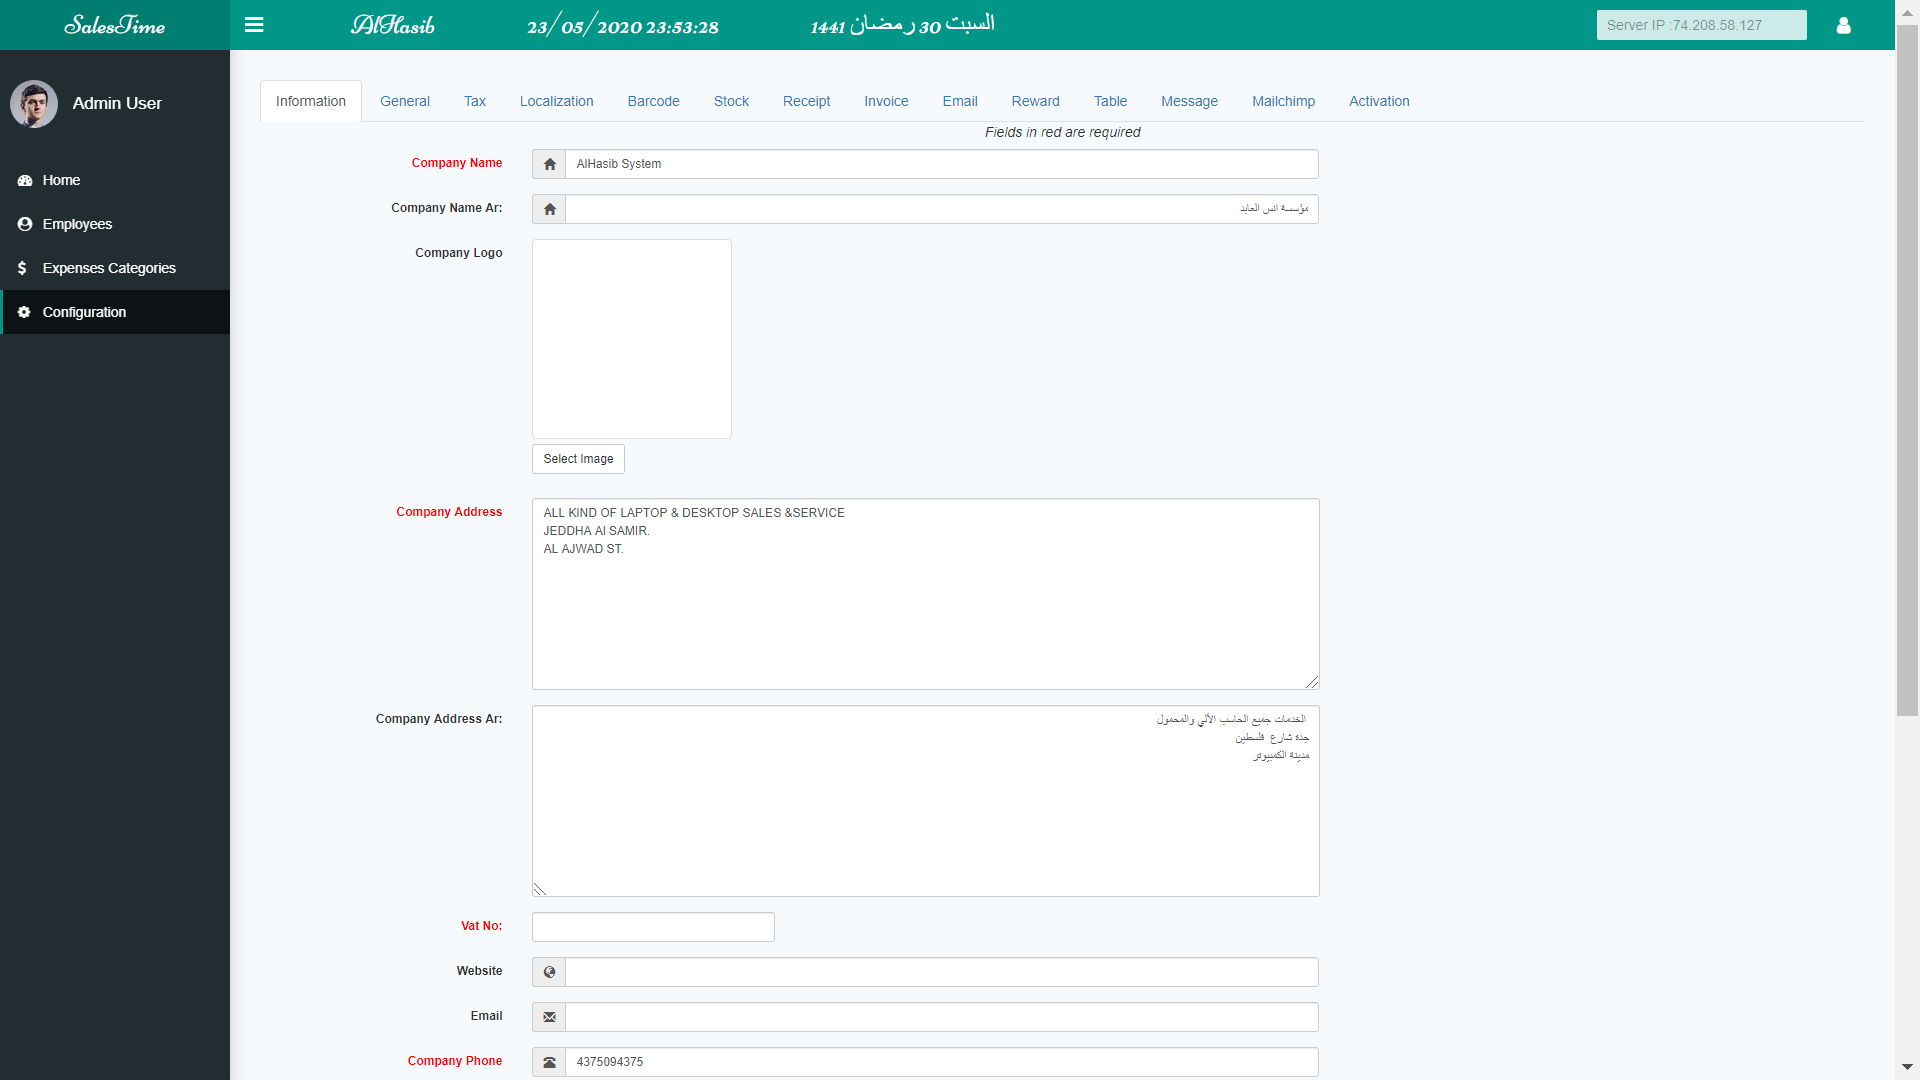 SalesTime
AlHasib
23/05/2020 23:53:28
السبت 30 رمضان 1441
Server IP :74.208.58.127
Admin User
Home
Employees
Expenses Categories
Configuration
Information General Tax Localization Barcode Stock Receipt Invoice Email Reward Table Message Mailchimp Activation
Fields in red are required
Company Name
AlHasib System
Company Name Ar:
مؤسسة انس العابد
Company Logo
Select Image
Company Address
ALL KIND OF LAPTOP & DESKTOP SALES &SERVICE
JEDDHA Al SAMIR.
AL AJWAD ST.
Company Address Ar:
الخدمات جميع الحاسب الألي والمحمول
جدة شارع فلسطين
مدينة الكمبيوتر
Vat No:
Website
Email
Company Phone
4375094375